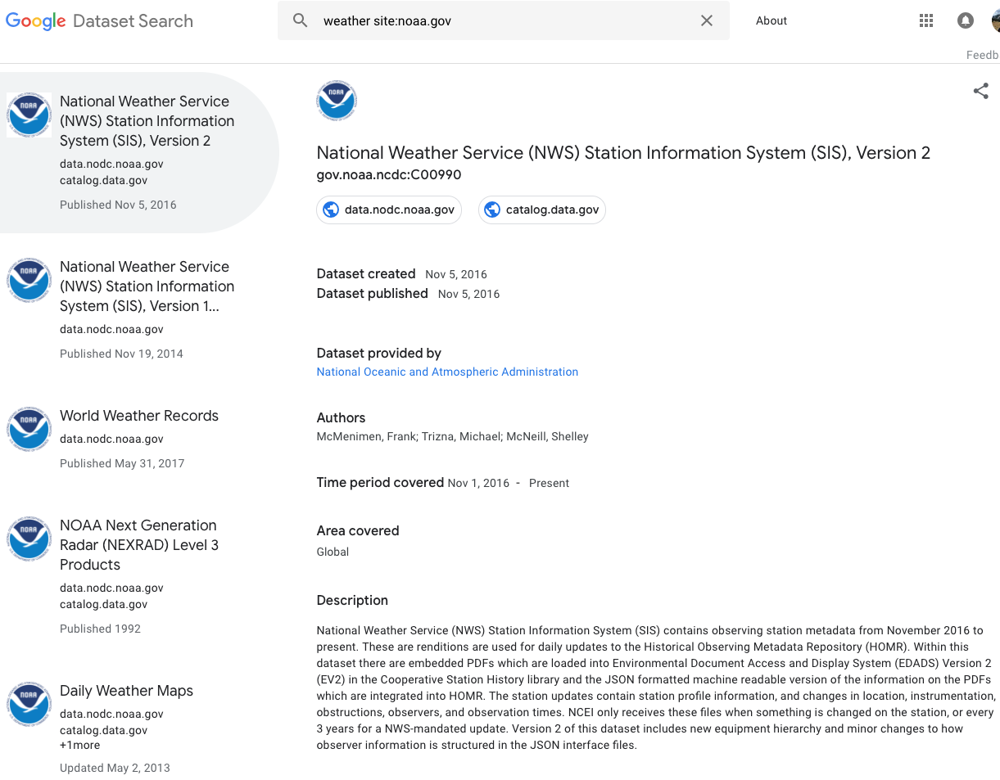 Google Dataset Search
weather site:noaa.gov
About
Feedb
National Weather Service
(NWS) Station Information
System (SIS), Version 2
data.nodc.noaa.gov
catalog.data.gov
Published Nov 5, 2016
National Weather Service
(NWS) Station Information
System (SIS), Version 1...
data.nodc.noaa.gov
Published Nov 19, 2014
World Weather Records
data.nodc.noaa.gov
Published May 31, 2017
NOAA Next Generation
Radar (NEXRAD) Level 3
Products
data.nodc.noaa.gov
catalog.data.gov
Published 1992
Daily Weather Maps
data.nodc.noaa.gov
catalog.data.gov
+1more
Updated May 2, 2013
NOAA
National Weather Service (NWS) Station Information System (SIS), Version 2
gov.noaa.ncdc:C00990
data.nodc.noaa.gov catalog.data.gov
Dataset created Nov 5, 2016
Dataset published Nov 5, 2016
Dataset provided by
National Oceanic and Atmospheric Administration
Authors
McMenimen, Frank; Trizna, Michael; McNeill, Shelley
Time period covered Nov 1, 2016 - Present
Area covered
Global
Description
National Weather Service (NWS) Station Information System (SIS) contains observing station metadata from November 2016 to
present. These are renditions are used for daily updates to the Historical Observing Metadata Repository (HOMR). Within this
dataset there are embedded PDFs which are loaded into Environmental Document Access and Display System (EDADS) Version 2
(EV2) in the Cooperative Station History library and the JSON formatted machine readable version of the information on the PDFs
which are integrated into HOMR. The station updates contain station profile information, and changes in location, instrumentation,
obstructions, observers, and observation times. NCEI only receives these files when something is changed on the station, or every
3 years for a NWS-mandated update. Version 2 of this dataset includes new equipment hierarchy and minor changes to how
observer information is structured in the JSON interface files.